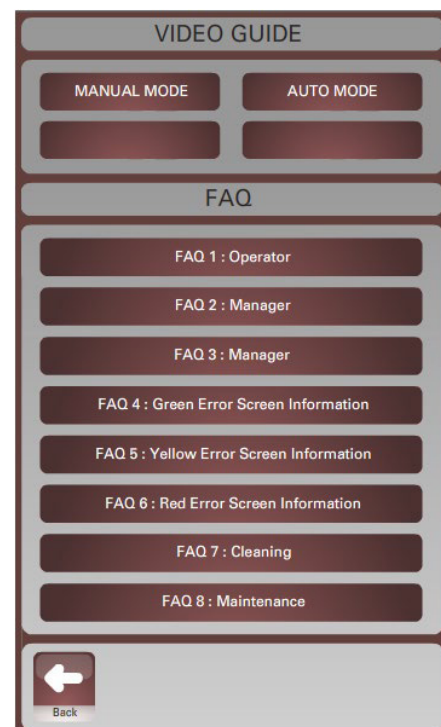 VIDEO GUIDE
MANUAL MODE
AUTO MODE
FAQ
FAQ 1 : Operator
FAQ 2 : Manager
FAQ 3 : Manager
FAQ 4 : Green Error Screen Information
FAQ 5 : Yellow Error Screen Information
FAQ 6 : Red Error Screen Information
FAQ 7 : Cleaning
FAQ 8 : Maintenance
Back